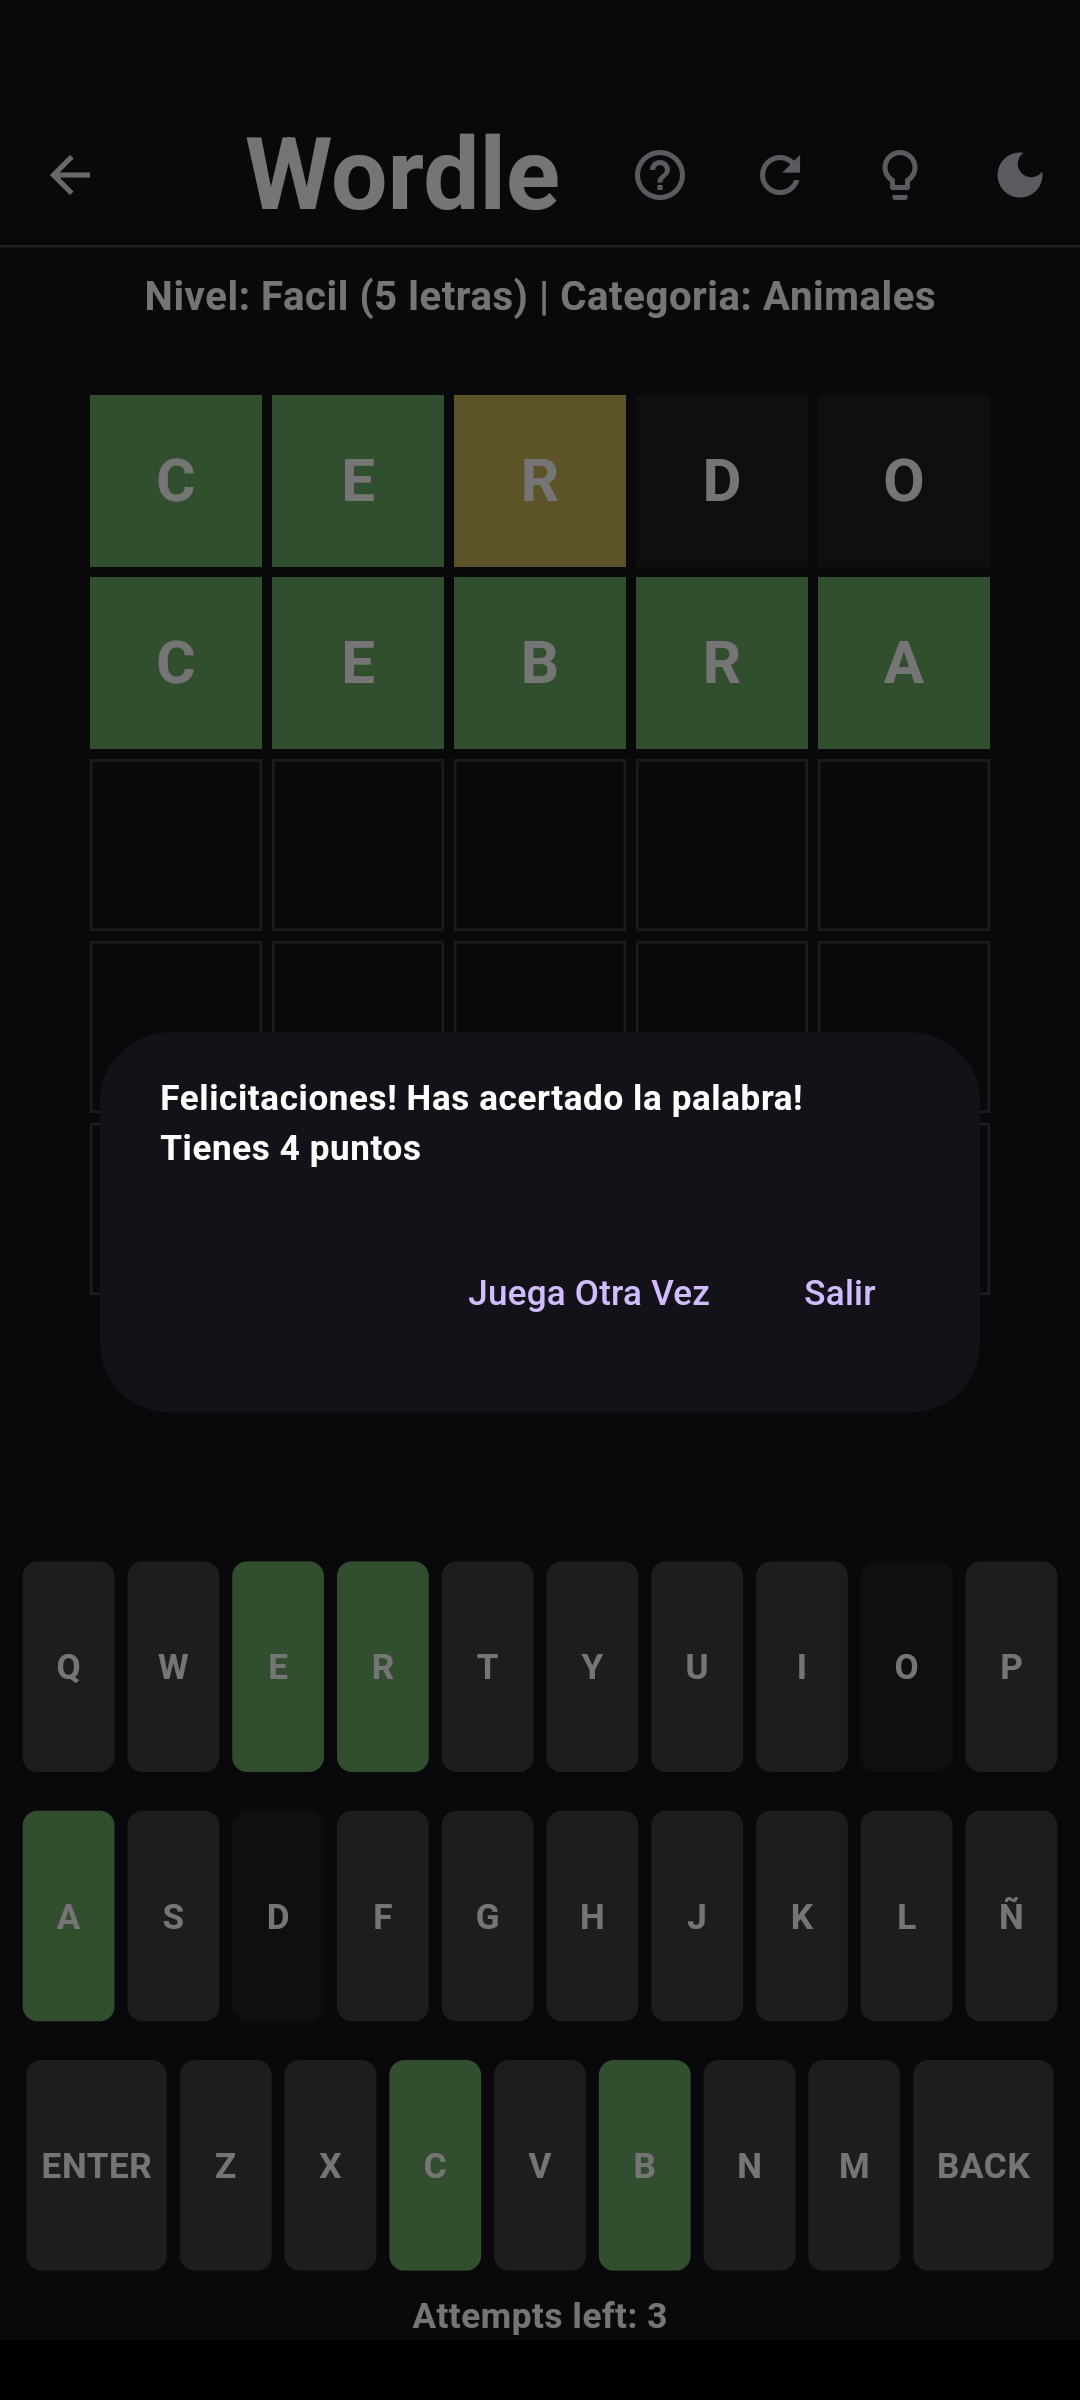 Wordle
Nivel: Facil (5 letras) | Categoria: Animales
C E R D O
C E B R A
Felicitaciones! Has acertado la palabra!
Tienes 4 puntos
Juega Otra Vez Salir
Q W E R T Y U I O P
A S D F G H J K L Ñ
ENTER Z X C V B N M BACK
Attempts left: 3